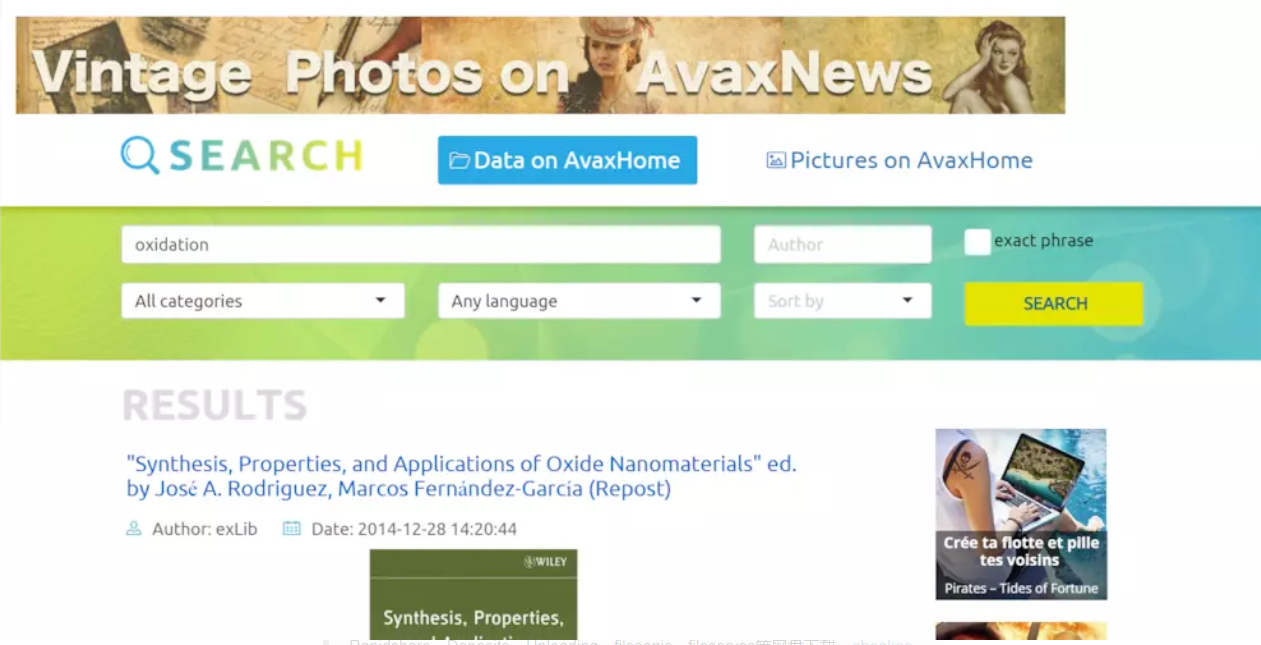 Vintage Photos on AvaxNews
SEARCH
Data on AvaxHome
Pictures on AvaxHome
oxidation
Author
exact phrase
All categories
Any language
Sort by
SEARCH
RESULTS
"Synthesis, Properties, and Applications of Oxide Nanomaterials" ed.
by José A. Rodriguez, Marcos Fernández-García (Repost)
Author: exLib
Date: 2014-12-28 14:20:44
WILEY
Synthesis, Properties,
Crée ta flotte et pille
tes voisins
Pirates – Tides of Fortune